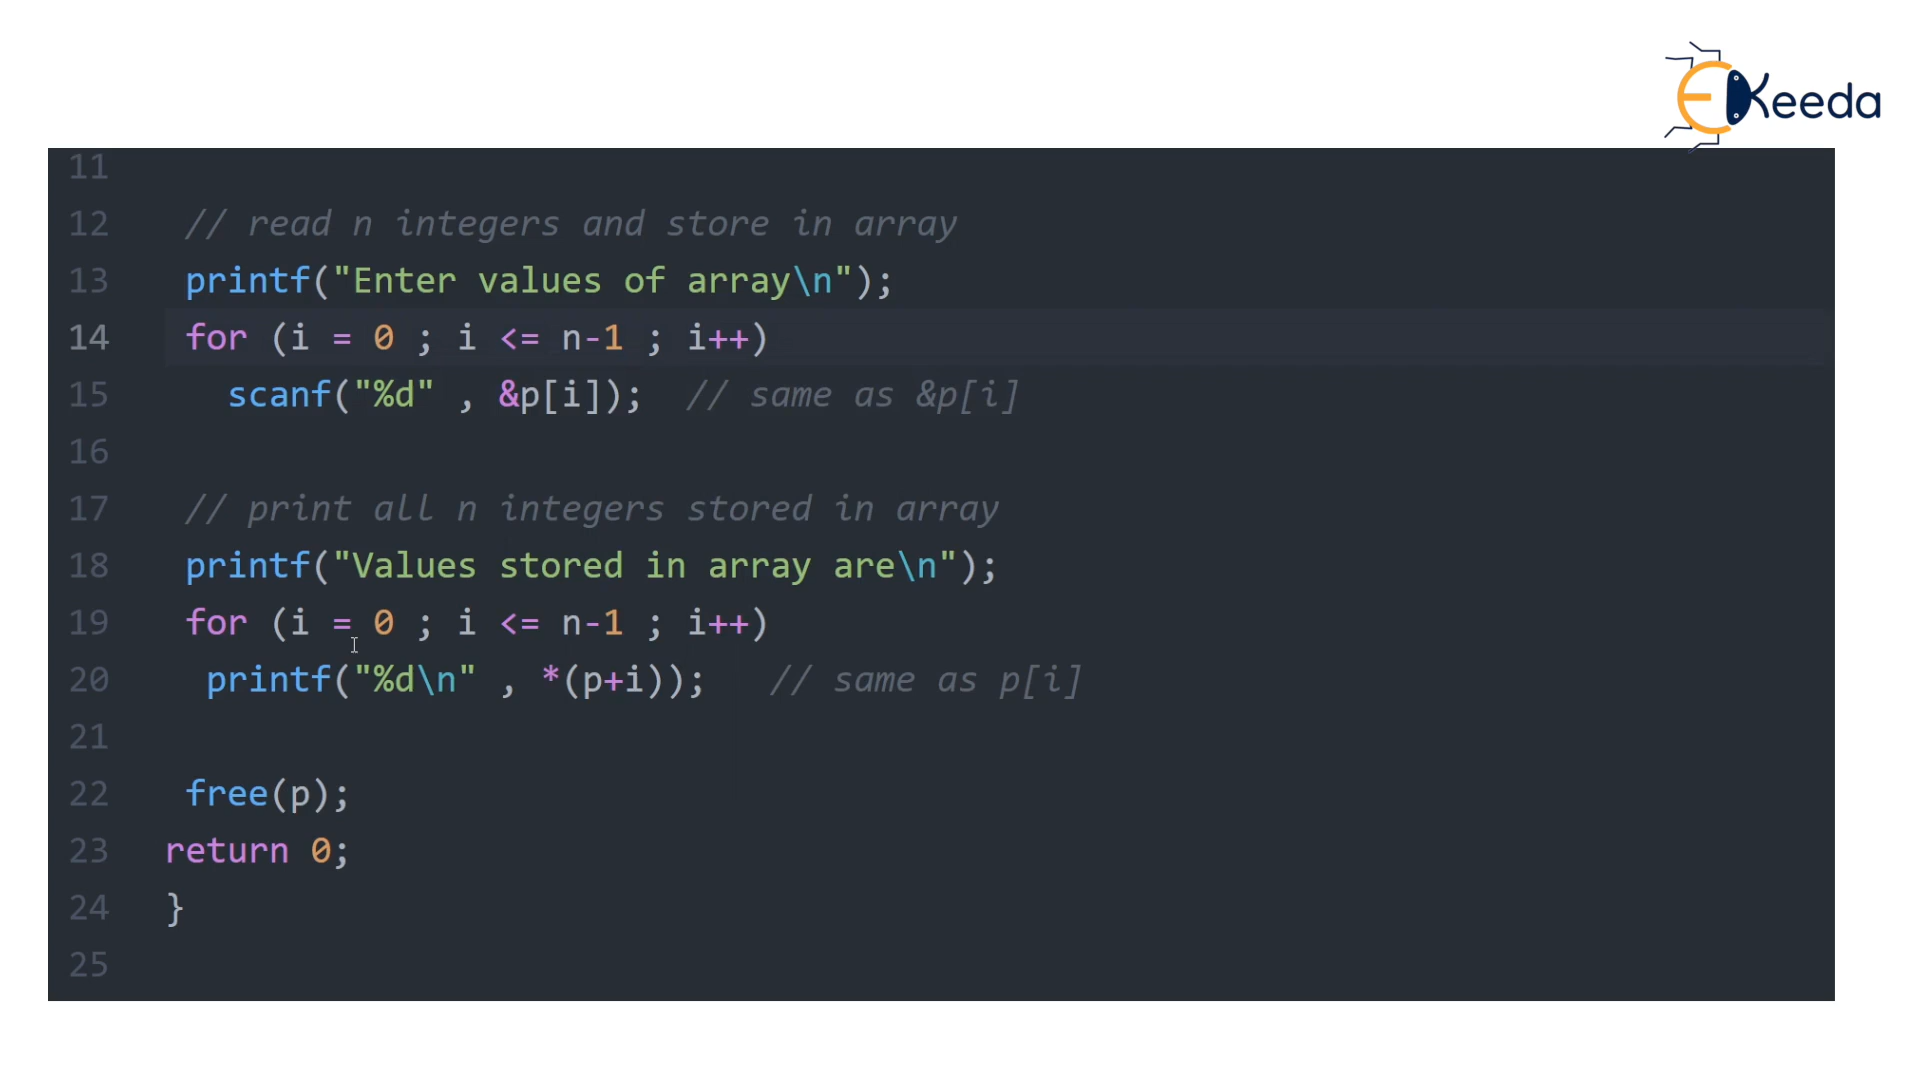 EKeeda
11
12 // read n integers and store in array
13 printf("Enter values of array\n");
14 for (i = 0 ; i <= n-1 ; i++)
15 scanf("%d" , &p[i]); // same as &p[i]
16
17 // print all n integers stored in array
18 printf("Values stored in array are\n");
19 for (i = 0 ; i <= n-1 ; i++)
20 printf("%d\n" , *(p+i)); // same as p[i]
21
22 free(p);
23 return 0;
24 }
25